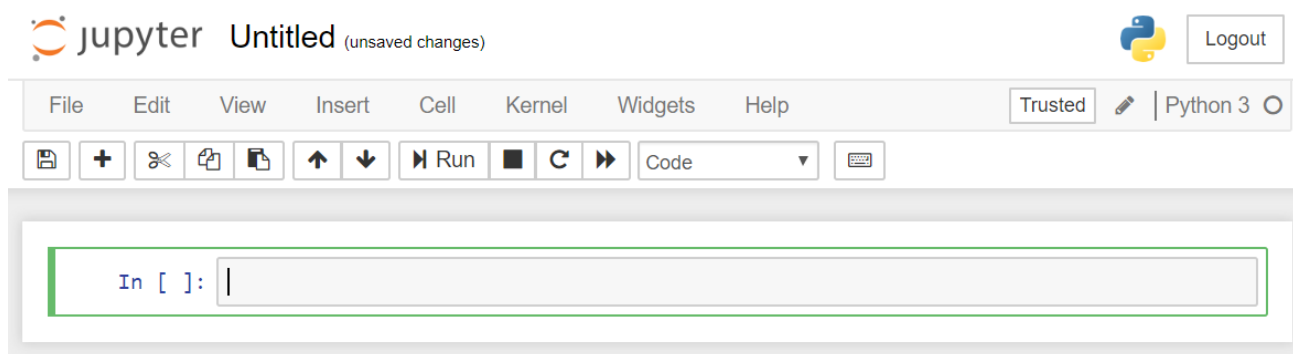 jupyter Untitled (unsaved changes) Logout
File Edit View Insert Cell Kernel Widgets Help Trusted Python 3
Run Code
In [ ]: